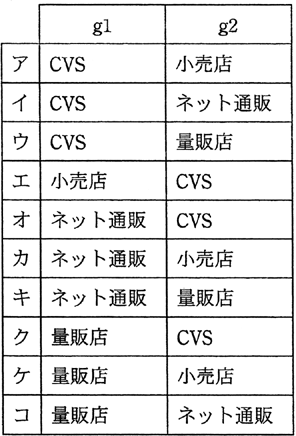 g1 g2
ア CVS 小売店
イ CVS ネット通販
ウ CVS 量販店
エ 小売店 CVS
オ ネット通販 CVS
カ ネット通販 小売店
キ ネット通販 量販店
ク 量販店 CVS
ケ 量販店 小売店
コ 量販店 ネット通販